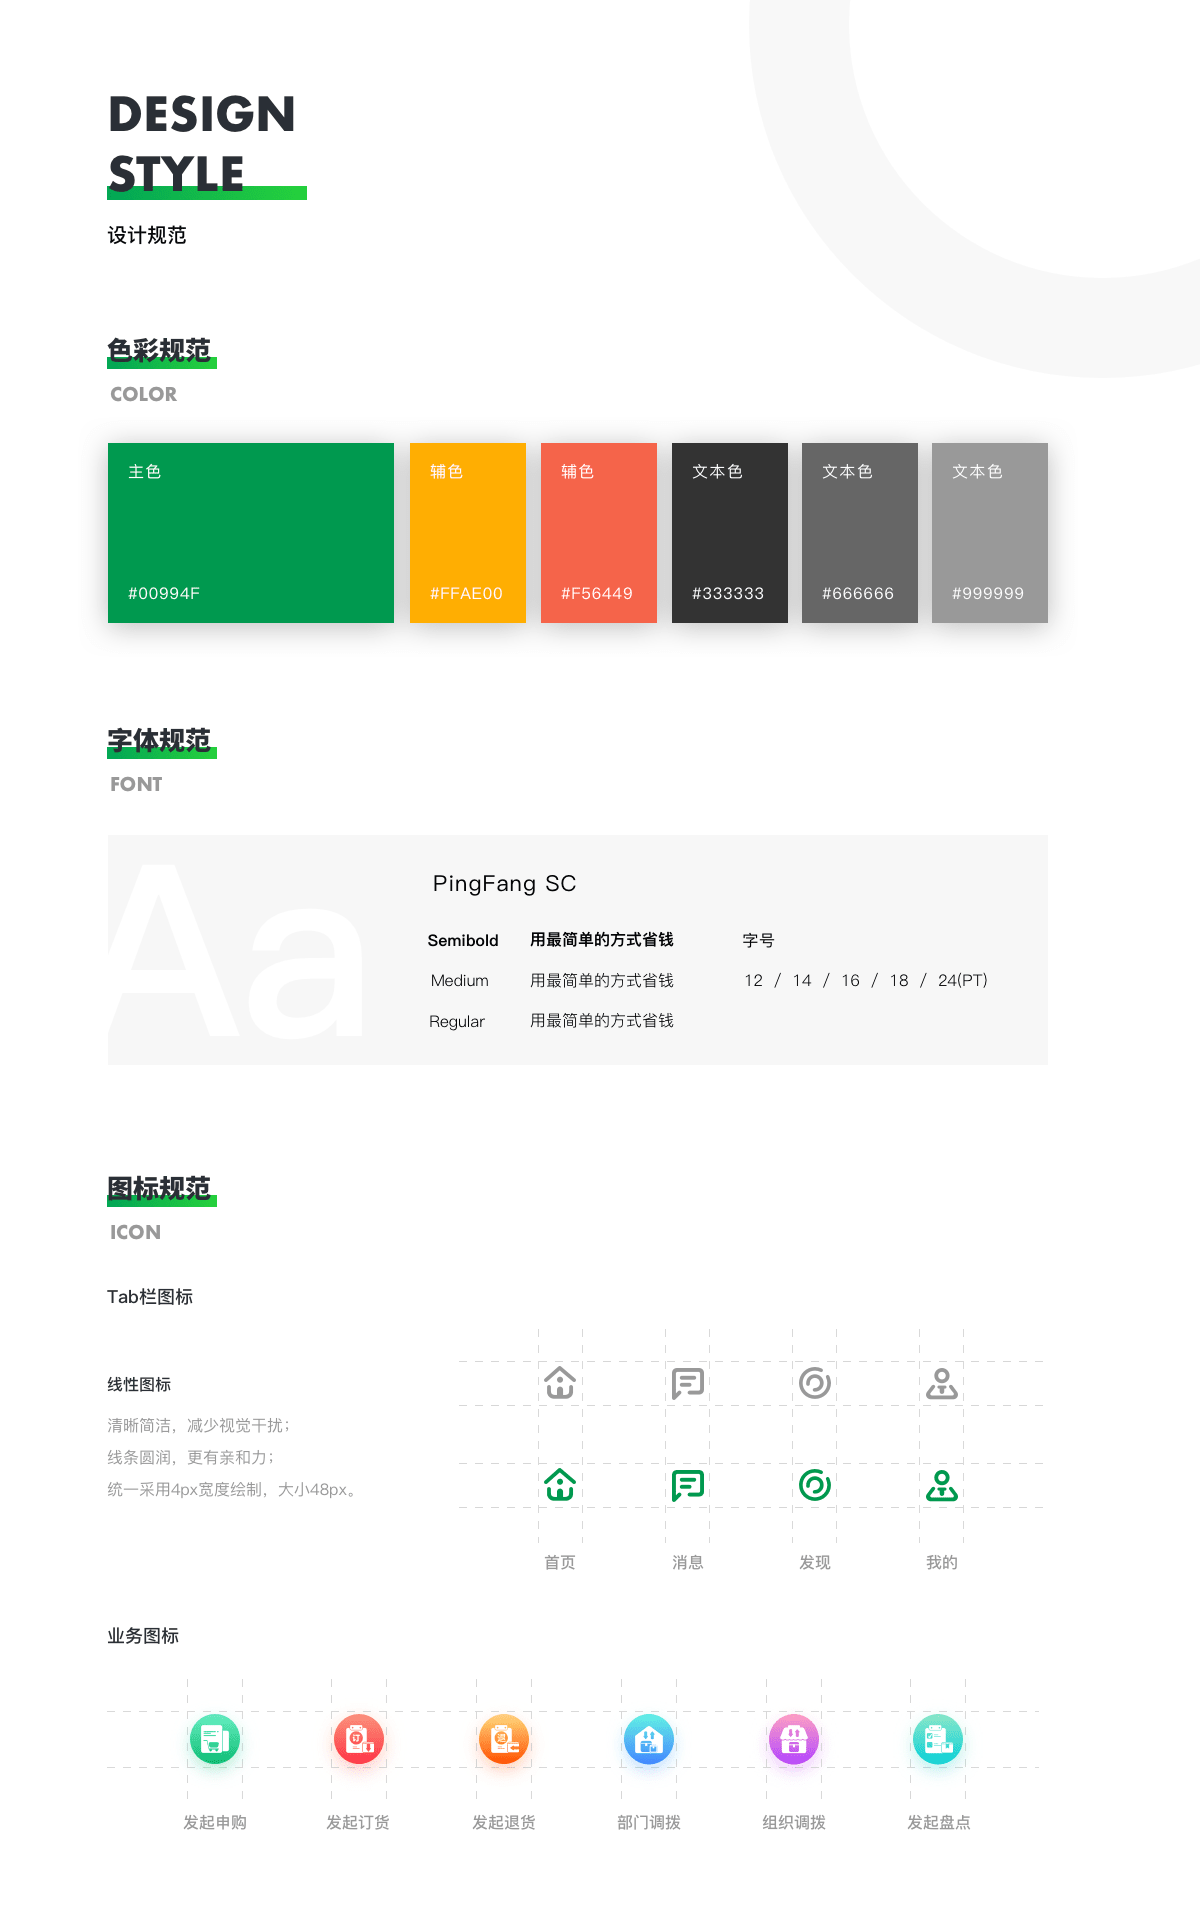 DESIGN
STYLE
设计规范
色彩规范
COLOR
主色
辅色
辅色
文本色
文本色
文本色
#00994F
#FFAE00
#F56449
#333333
#666666
#999999
字体规范
FONT
Aa
PingFang SC
Semibold 用最简单的方式省钱 字号
Medium 用最简单的方式省钱 12 / 14 / 16 / 18 / 24(PT)
Regular 用最简单的方式省钱
图标规范
ICON
Tab栏图标
线性图标
清晰简洁，减少视觉干扰；
线条圆润，更有亲和力；
统一采用4px宽度绘制，大小48px。
首页 消息 发现 我的
业务图标
订
退
发起申购 发起订货 发起退货 部门调拨 组织调拨 发起盘点